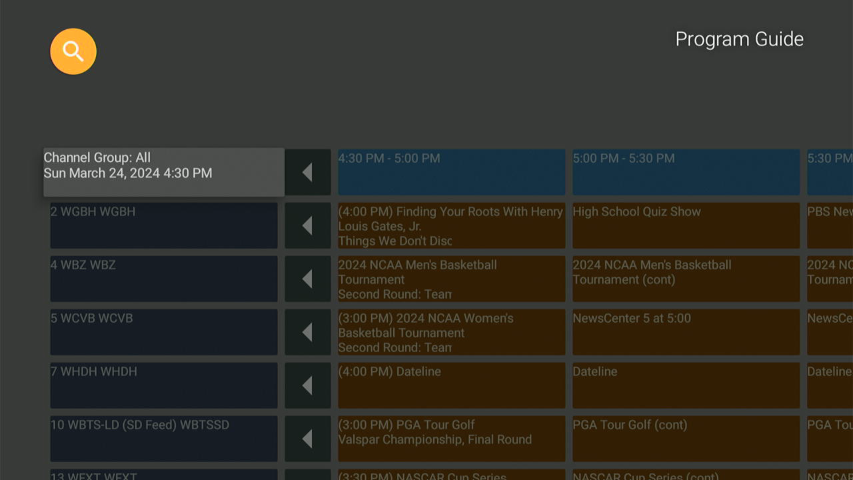 Program Guide
Channel Group: All
Sun March 24, 2024 4:30 PM
4:30 PM - 5:00 PM
5:00 PM - 5:30 PM
5:30 PM
2 WGBH WGBH
(4:00 PM) Finding Your Roots With Henry
Louis Gates, Jr.
Things We Don't Disc
High School Quiz Show
PBS New
4 WBZ WBZ
2024 NCAA Men's Basketball
Tournament
Second Round: Team
2024 NCAA Men's Basketball
Tournament (cont)
2024 NC
Tournam
5 WCVB WCVB
(3:00 PM) 2024 NCAA Women's
Basketball Tournament
Second Round: Team
NewsCenter 5 at 5:00
NewsCe
7 WHDH WHDH
(4:00 PM) Dateline
Dateline
Dateline
10 WBTS-LD (SD Feed) WBTSSD
(3:00 PM) PGA Tour Golf
Valspar Championship, Final Round
PGA Tour Golf (cont)
PGA Tou
13 WFXT WFXT
(3:30 PM) NASCAR Cup Series
NASCAR Cup Series (cont)
NASCAR